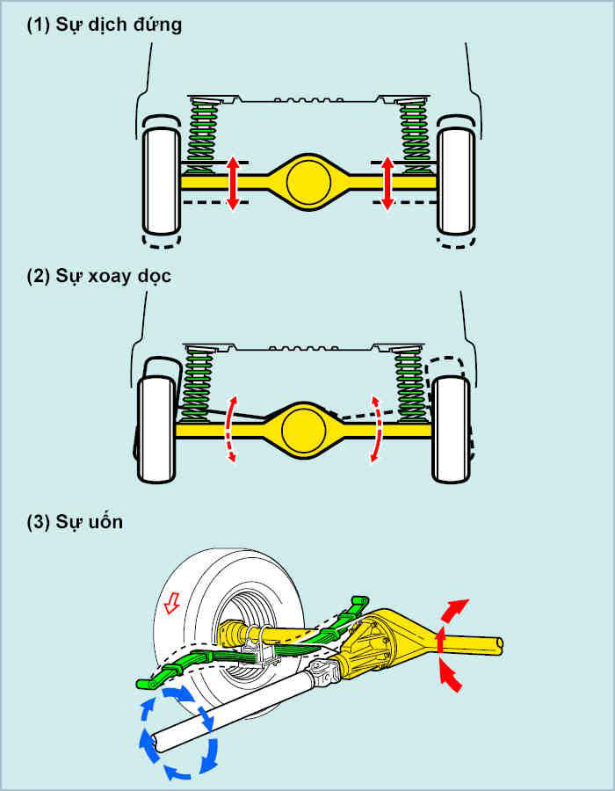 (1) Sự dịch đứng
(2) Sự xoay dọc
(3) Sự uốn